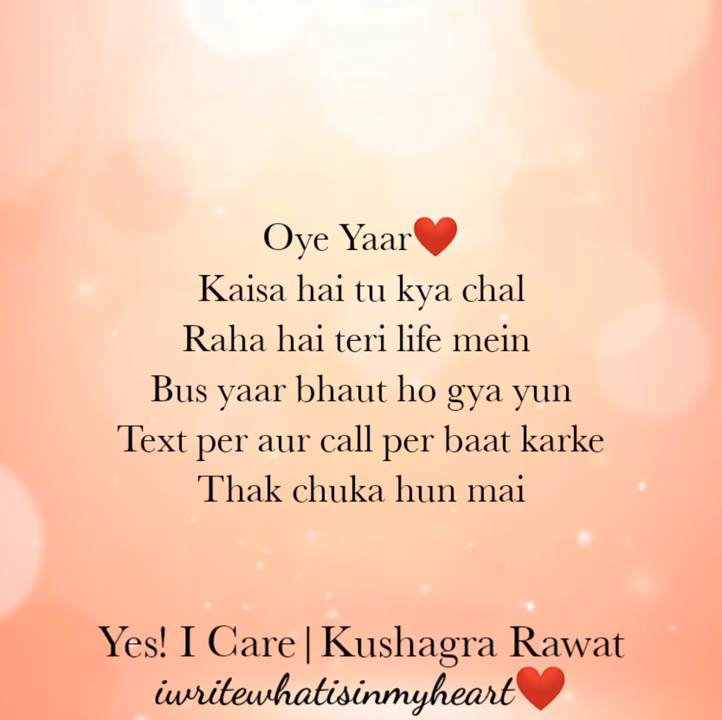 Oye Yaar❤️
Kaisa hai tu kya chal
Raha hai teri life mein
Bus yaar bhaut ho gya yun
Text per aur call per baat karke
Thak chuka hun mai
Yes! I Care|Kushagra Rawat
iwritewhatisinmyheart❤️